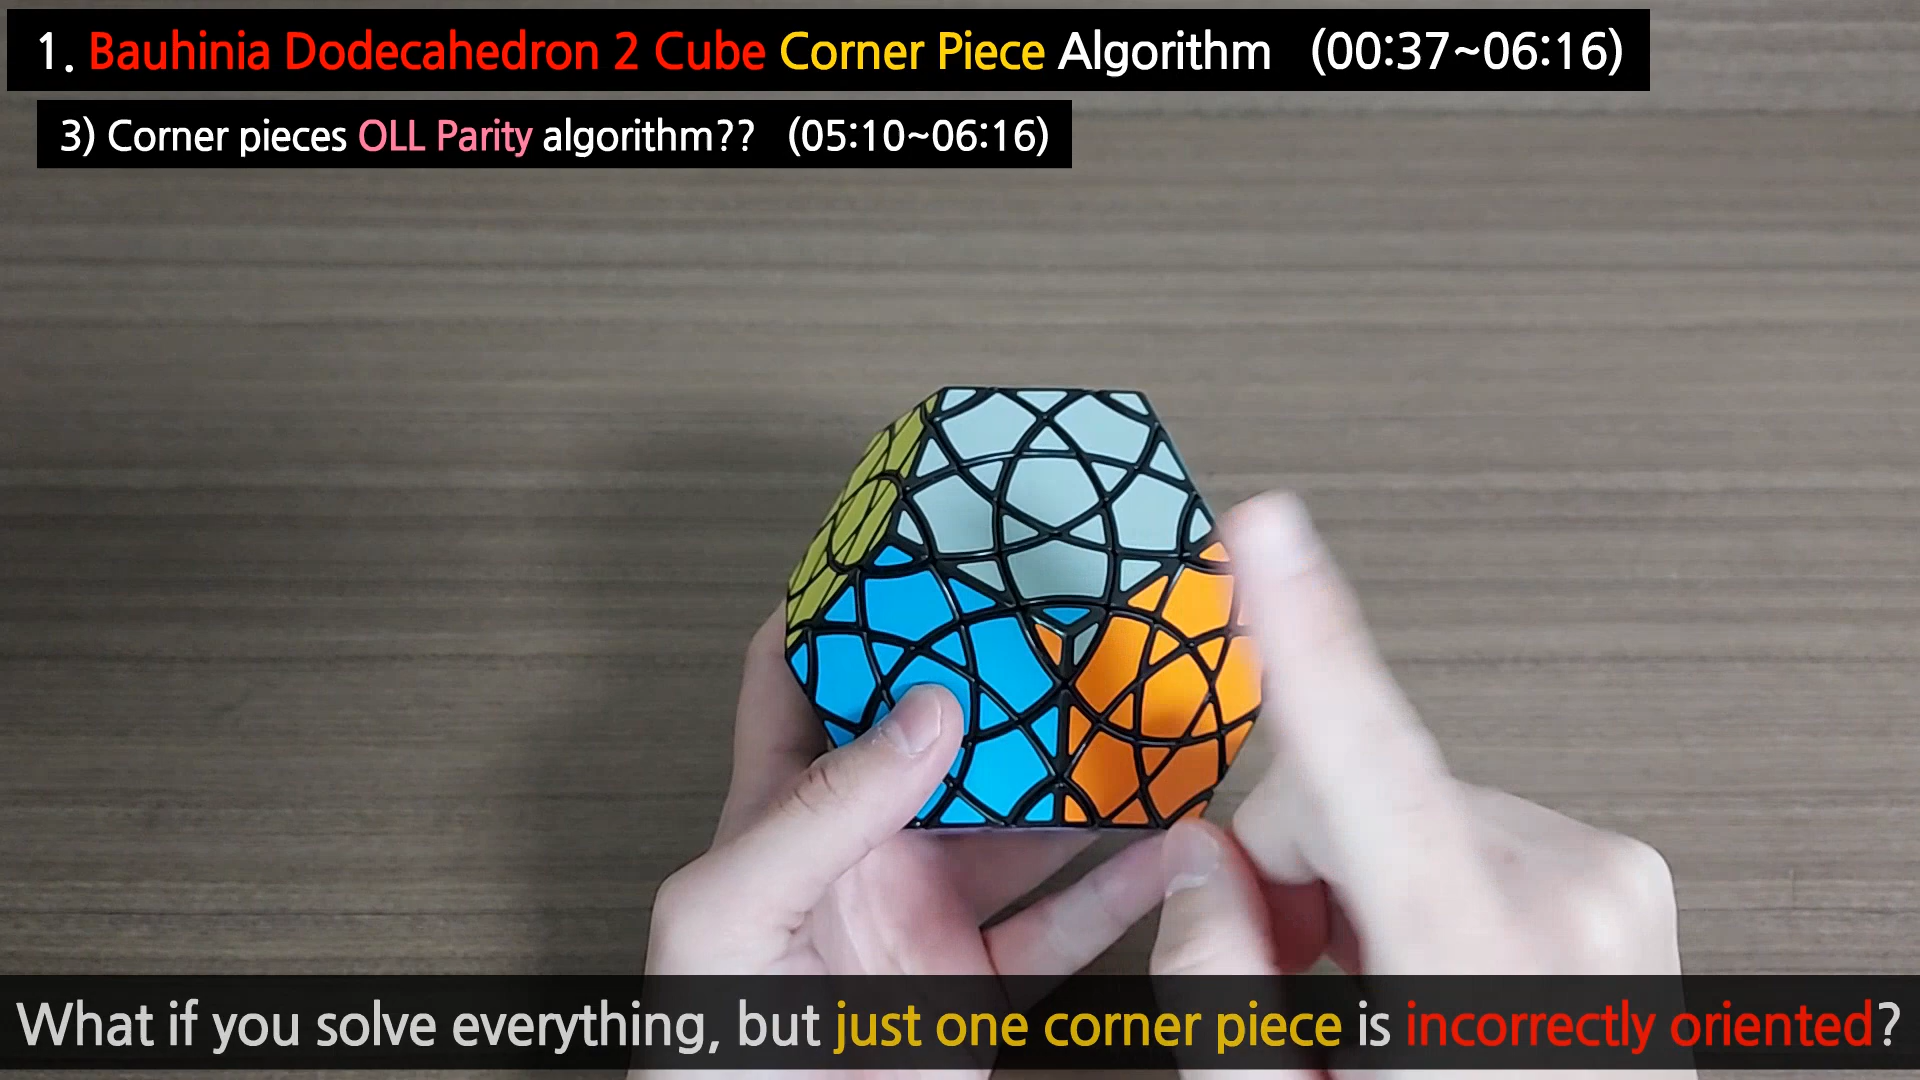 1. Bauhinia Dodecahedron 2 Cube Corner Piece Algorithm (00:37~06:16)
3) Corner pieces OLL Parity algorithm?? (05:10~06:16)
What if you solve everything, but just one corner piece is incorrectly oriented?